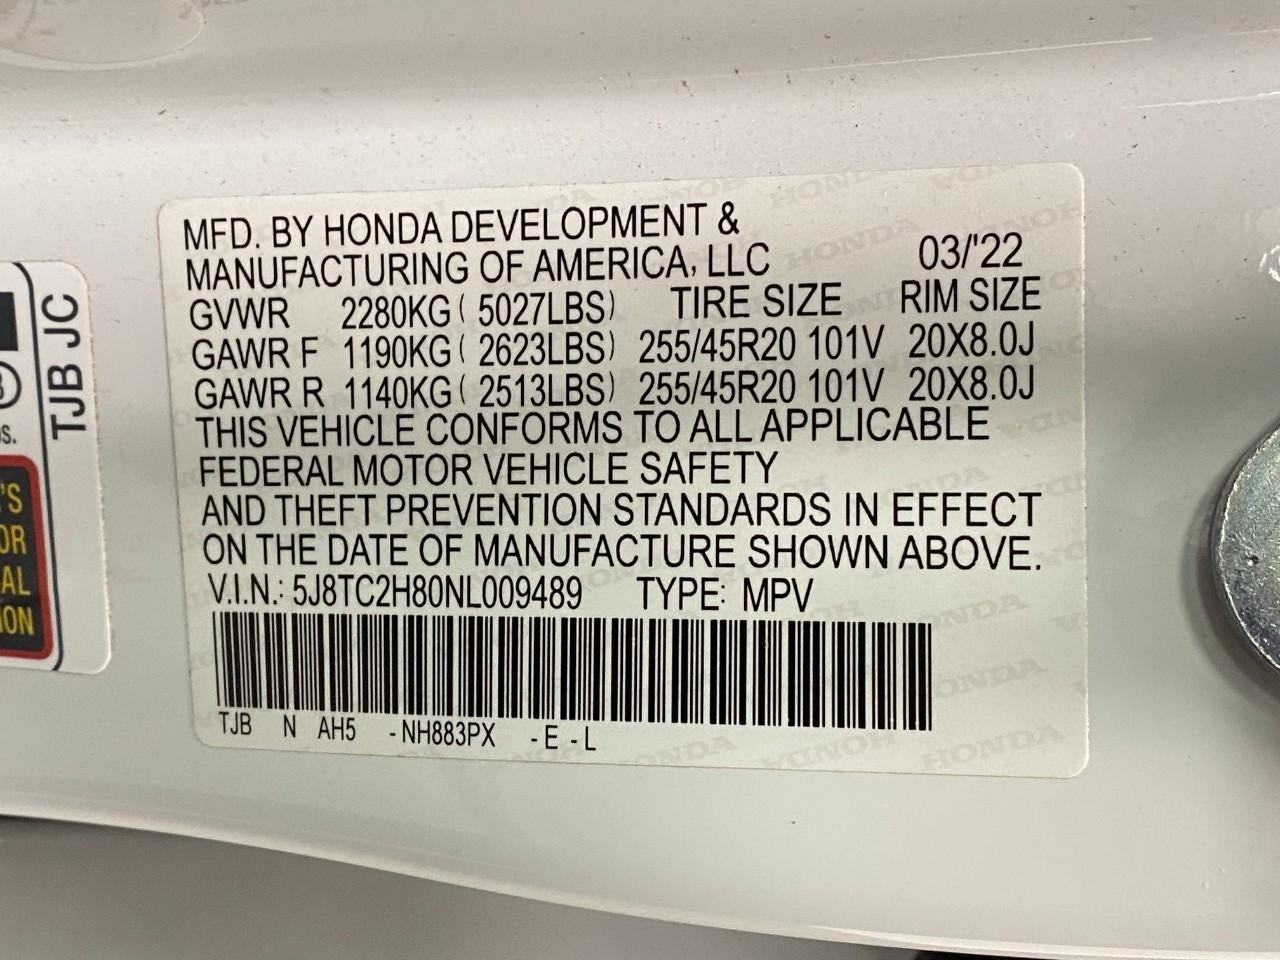 MFD. BY HONDA DEVELOPMENT &
MANUFACTURING OF AMERICA, LLC 03/'22
GVWR 2280KG ( 5027LBS) TIRE SIZE RIM SIZE
GAWR F 1190KG ( 2623LBS) 255/45R20 101V 20X8.0J
GAWR R 1140KG ( 2513LBS) 255/45R20 101V 20X8.0J
THIS VEHICLE CONFORMS TO ALL APPLICABLE
FEDERAL MOTOR VEHICLE SAFETY
AND THEFT PREVENTION STANDARDS IN EFFECT
ON THE DATE OF MANUFACTURE SHOWN ABOVE.
V.I.N.: 5J8TC2H80NL009489 TYPE: MPV
TJB N AH5 - NH883PX - E - L
TJB JC